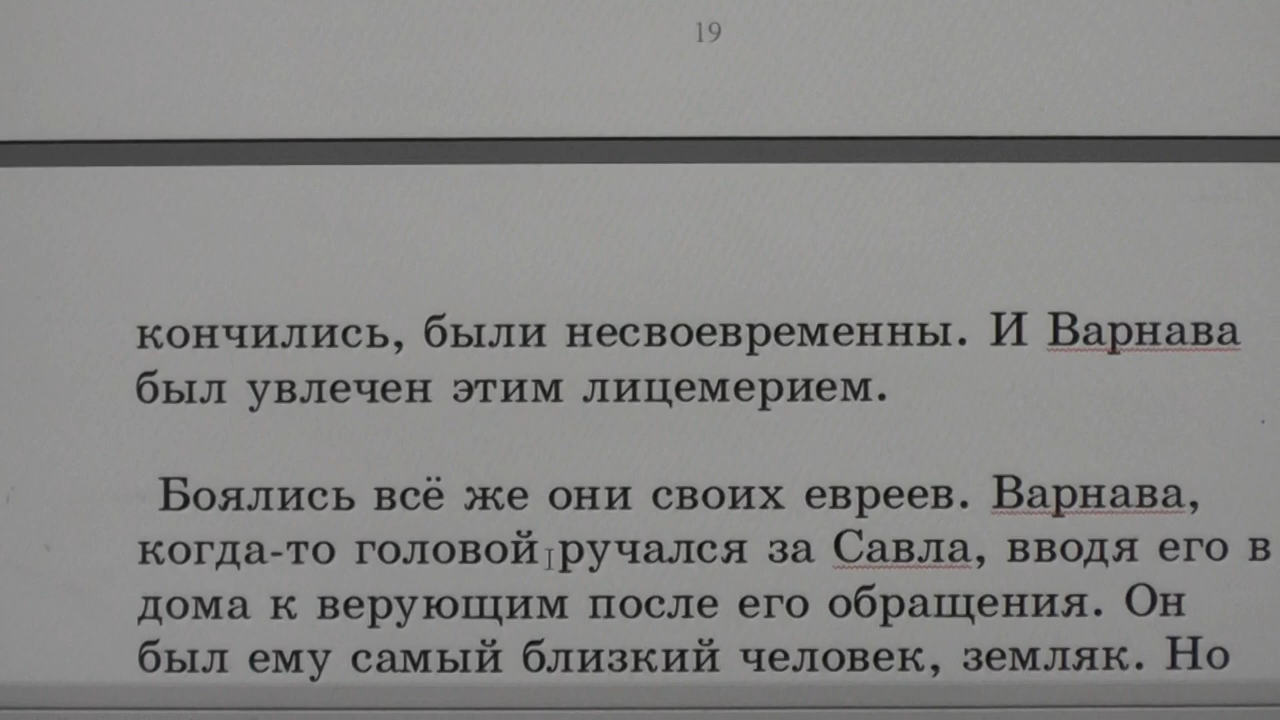 19
кончились, были несвоевременны. И Варнава
был увлечен этим лицемерием.
Боялись всё же они своих евреев. Варнава,
когда-то головой ручался за Савла, вводя его в
дома к верующим после его обращения. Он
был ему самый близкий человек, земляк. Но